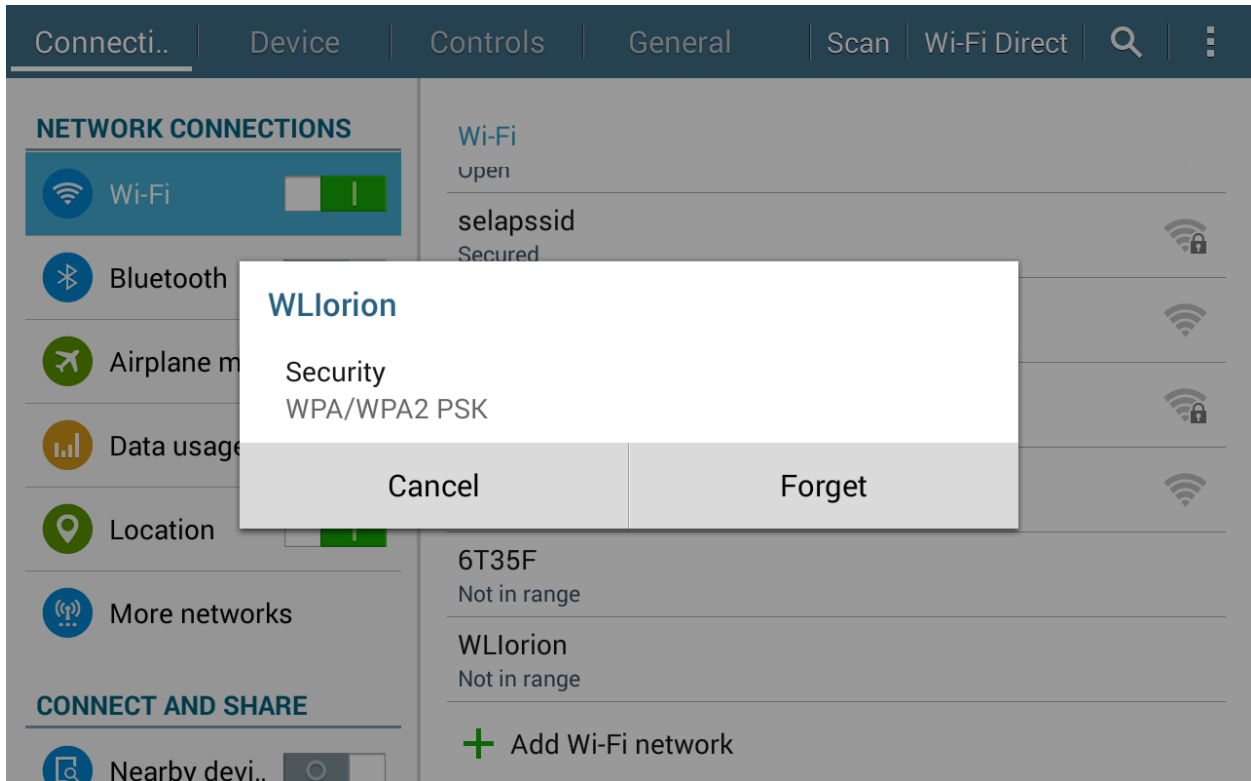 Connecti.. Device Controls General Scan Wi-Fi Direct
NETWORK CONNECTIONS
Wi-Fi
Bluetooth
Airplane m
Data usage
Location
More networks
CONNECT AND SHARE
Nearby devi..
Wi-Fi
Open
selapssid
Secured
WLIorion
Security
WPA/WPA2 PSK
Cancel Forget
6T35F
Not in range
WLIorion
Not in range
Add Wi-Fi network